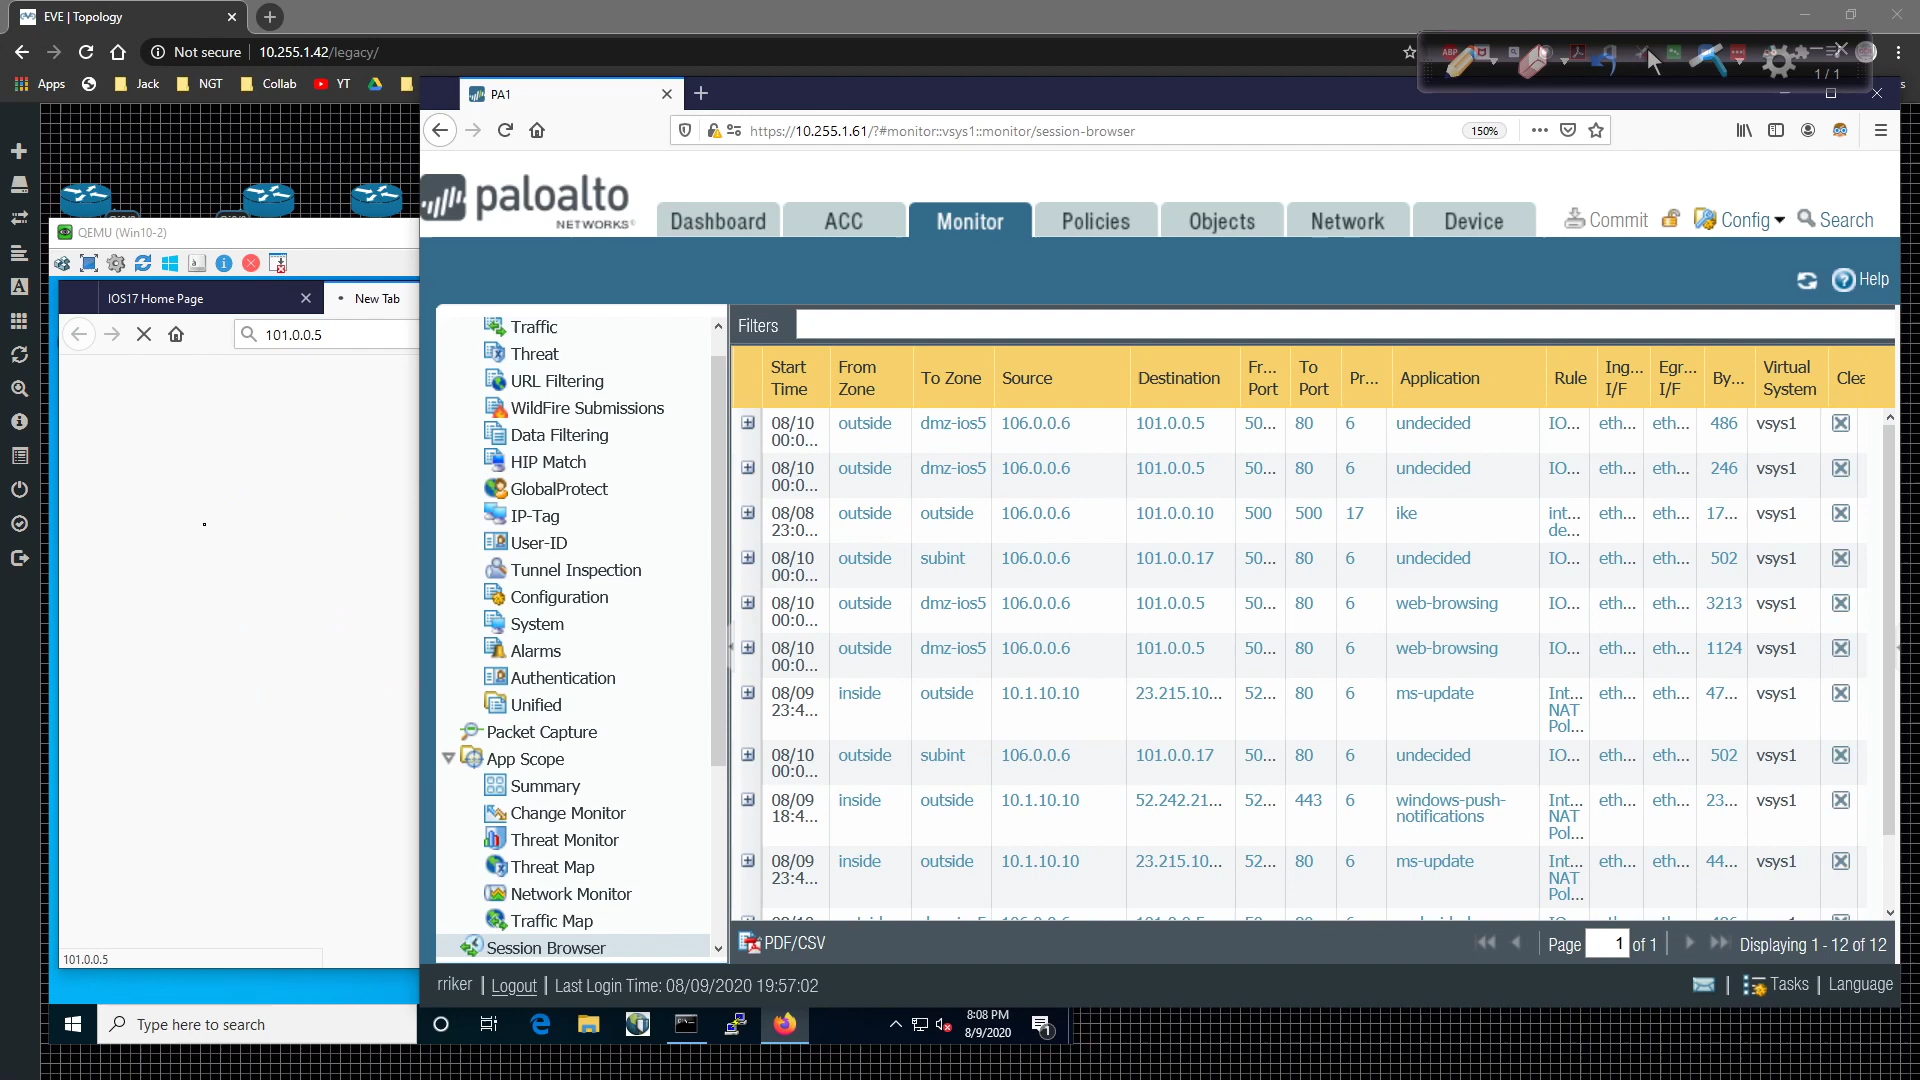 EVE | Topology
Not secure | 10.255.1.42/legacy/
Apps
Jack
NGT
Collab
YT
1 / 1
PA1
https://10.255.1.61/?#monitor::vsys1::monitor/session-browser
150%
QEMU (Win10-2)
IOS17 Home Page
New Tab
101.0.0.5
101.0.0.5
paloalto
NETWORKS
Dashboard
ACC
Monitor
Policies
Objects
Network
Device
Commit
Config
Search
Help
Traffic
Threat
URL Filtering
WildFire Submissions
Data Filtering
HIP Match
GlobalProtect
IP-Tag
User-ID
Tunnel Inspection
Configuration
System
Alarms
Authentication
Unified
Packet Capture
App Scope
Summary
Change Monitor
Threat Monitor
Threat Map
Network Monitor
Traffic Map
Session Browser
Filters
Start Time From Zone To Zone Source Destination Fr... Port To Port Pr... Application Rule Ing... I/F Egr... I/F By... Virtual System Clea
08/10 00:0... outside dmz-ios5 106.0.0.6 101.0.0.5 50... 80 6 undecided IO... eth... eth... 486 vsys1
08/10 00:0... outside dmz-ios5 106.0.0.6 101.0.0.5 50... 80 6 undecided IO... eth... eth... 246 vsys1
08/08 23:0... outside outside 106.0.0.6 101.0.0.10 500 500 17 ike int... de... eth... eth... 17... vsys1
08/10 00:0... outside subint 106.0.0.6 101.0.0.17 50... 80 6 undecided IO... eth... eth... 502 vsys1
08/10 00:0... outside dmz-ios5 106.0.0.6 101.0.0.5 50... 80 6 web-browsing IO... eth... eth... 3213 vsys1
08/10 00:0... outside dmz-ios5 106.0.0.6 101.0.0.5 50... 80 6 web-browsing IO... eth... eth... 1124 vsys1
08/09 23:4... inside outside 10.1.10.10 23.215.10... 52... 80 6 ms-update Int... NAT Pol... eth... eth... 47... vsys1
08/10 00:0... outside subint 106.0.0.6 101.0.0.17 50... 80 6 undecided IO... eth... eth... 502 vsys1
08/09 18:4... inside outside 10.1.10.10 52.242.21... 52... 443 6 windows-push-notifications Int... NAT Pol... eth... eth... 23... vsys1
08/09 23:4... inside outside 10.1.10.10 23.215.10... 52... 80 6 ms-update Int... NAT Pol... eth... eth... 44... vsys1
PDF/CSV
Page 1 of 1
Displaying 1 - 12 of 12
rriker | Logout | Last Login Time: 08/09/2020 19:57:02
Tasks | Language
Type here to search
8:08 PM
8/9/2020
1